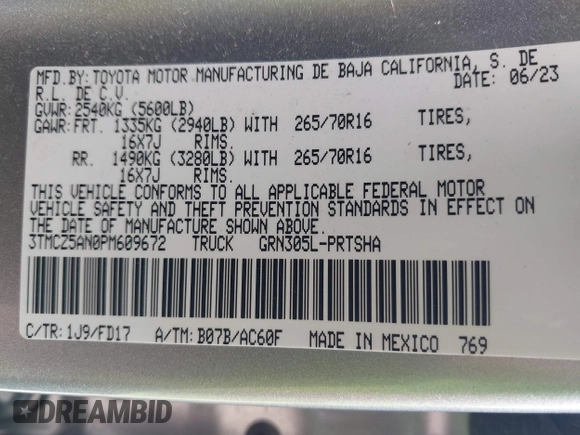 MFD.BY:TOYOTA MOTOR MANUFACTURING DE BAJA CALIFORNIA, S. DE
R.L. DE C.V. DATE: 06/23
GVWR:2540KG (5600LB)
GAWR:FRT. 1335KG (2940LB) WITH 265/70R16 TIRES,
16X7J RIMS.
RR. 1490KG (3280LB) WITH 265/70R16 TIRES,
16X7J RIMS.
THIS VEHICLE CONFORMS TO ALL APPLICABLE FEDERAL MOTOR
VEHICLE SAFETY AND THEFT PREVENTION STANDARDS IN EFFECT ON
THE DATE OF MANUFACTURE SHOWN ABOVE.
3TMCZ5AN0PM609672 TRUCK GRN305L-PRTSHA
C/TR:1J9/FD17 A/TM:B07B/AC60F MADE IN MEXICO 769
DREAMBID